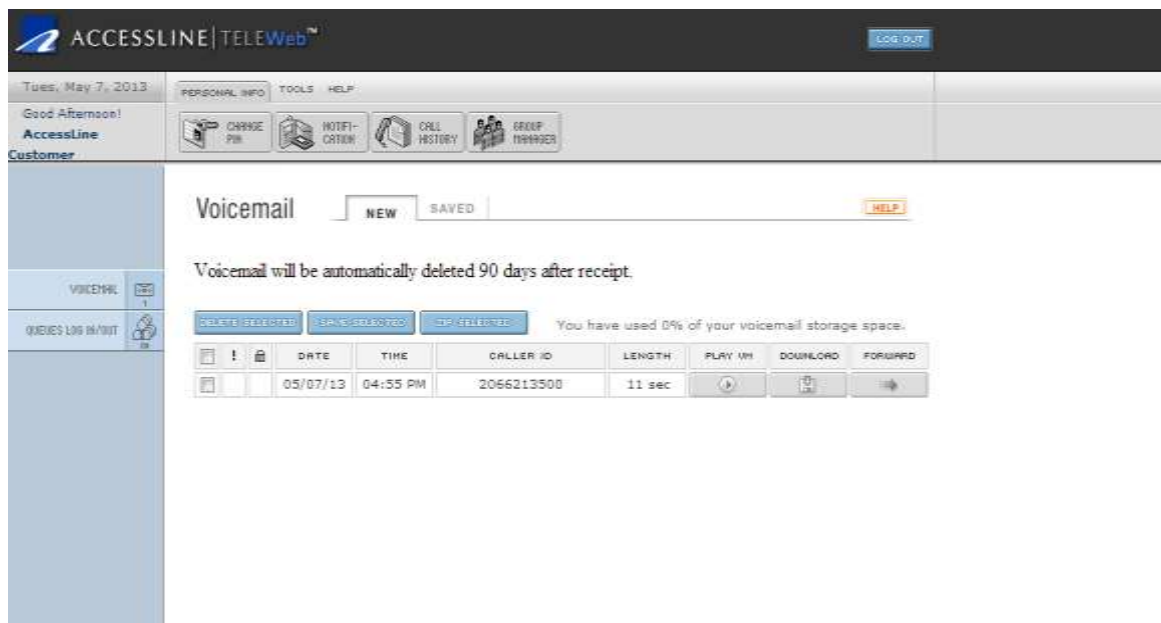 ACCESSLINE | TELEWeb™
LOG OUT
Tues, May 7, 2013
PERSONAL INFO TOOLS HELP
Good Afternoon!
AccessLine
Customer
CHANGE PIN
NOTIFI-CATION
CALL HISTORY
GROUP MANAGER
Voicemail NEW SAVED HELP
Voicemail will be automatically deleted 90 days after receipt.
VOICEMAIL
1
QUEUES LOG IN/OUT
DELETE SELECTED SAVE SELECTED ZIP SELECTED You have used 0% of your voicemail storage space.
! DATE TIME CALLER ID LENGTH PLAY VM DOWNLOAD FORWARD
05/07/13 04:55 PM 2066213500 11 sec